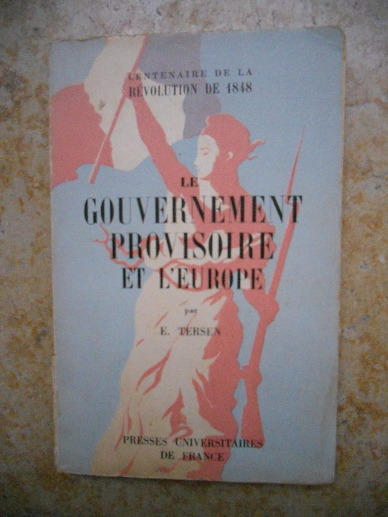 CENTENAIRE DE LA
RÉVOLUTION DE 1848
LE
GOUVERNEMENT
PROVISOIRE
ET L'EUROPE
par
E. TERSEN
PRESSES UNIVERSITAIRES
DE FRANCE